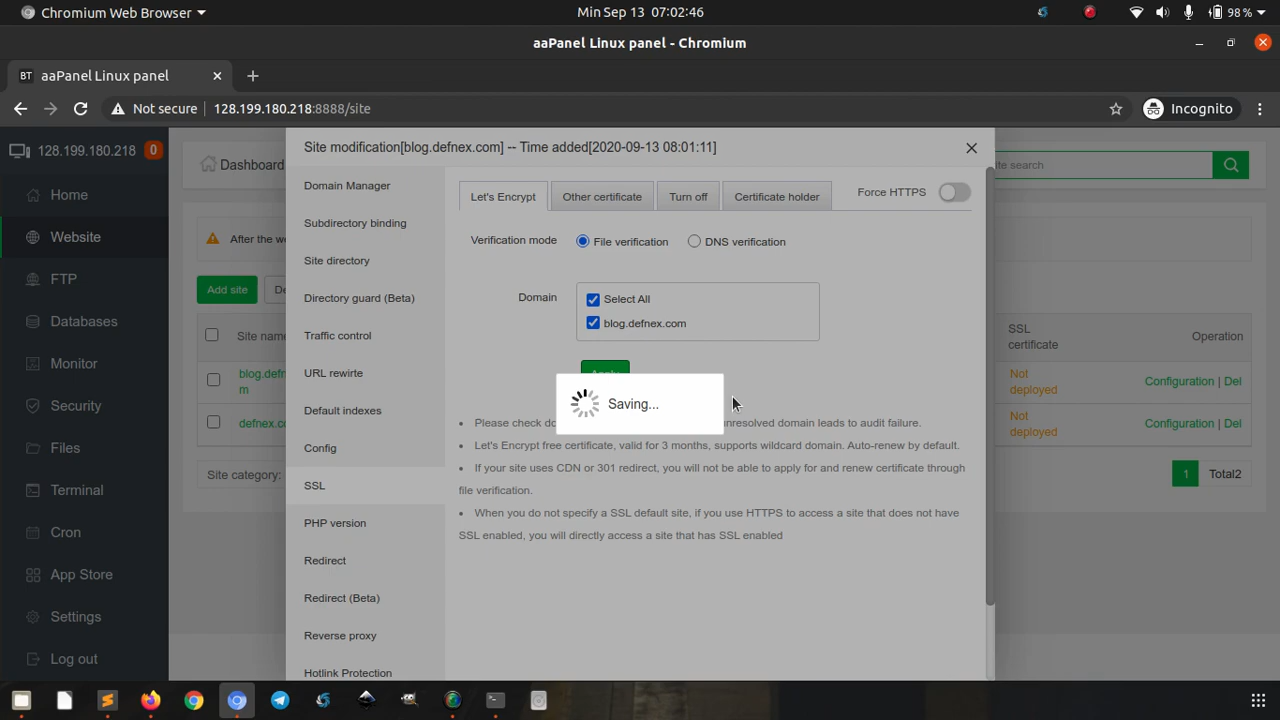 Chromium Web Browser
Min Sep 13 07:02:46
98 %
aaPanel Linux panel - Chromium
BT aaPanel Linux panel
Not secure 128.199.180.218:8888/site
Incognito
128.199.180.218 0
Home
Website
FTP
Databases
Monitor
Security
Files
Terminal
Cron
App Store
Settings
Log out
Dashboard
After the we
Add site
De
Site name
blog.defn
m
defnex.co
Site category:
Site modification[blog.defnex.com] -- Time added[2020-09-13 08:01:11]
Domain Manager
Subdirectory binding
Site directory
Directory guard (Beta)
Traffic control
URL rewirte
Default indexes
Config
SSL
PHP version
Redirect
Redirect (Beta)
Reverse proxy
Hotlink Protection
Let's Encrypt
Other certificate
Turn off
Certificate holder
Force HTTPS
Verification mode
File verification
DNS verification
Domain
Select All
blog.defnex.com
Saving...
Please check do
unresolved domain leads to audit failure.
Let's Encrypt free certificate, valid for 3 months, supports wildcard domain. Auto-renew by default.
If your site uses CDN or 301 redirect, you will not be able to apply for and renew certificate through
file verification.
When you do not specify a SSL default site, if you use HTTPS to access a site that does not have
SSL enabled, you will directly access a site that has SSL enabled
ite search
SSL
certificate
Operation
Not
deployed
Configuration | Del
Not
deployed
Configuration | Del
1
Total2